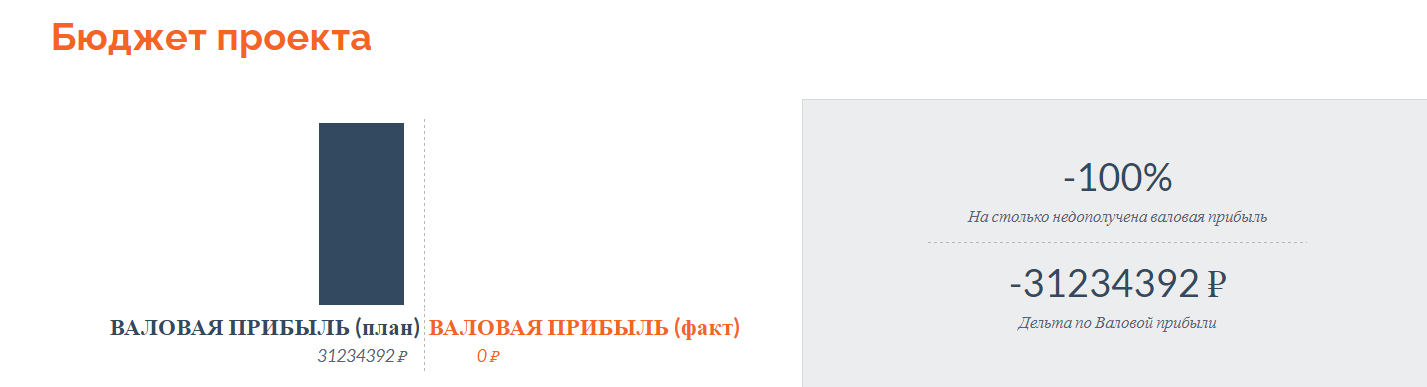 Бюджет проекта
ВАЛОВАЯ ПРИБЫЛЬ (план)
31234392 ₽
ВАЛОВАЯ ПРИБЫЛЬ (факт)
0 ₽
-100%
На столько недополучена валовая прибыль
-31234392 ₽
Дельта по Валовой прибыли